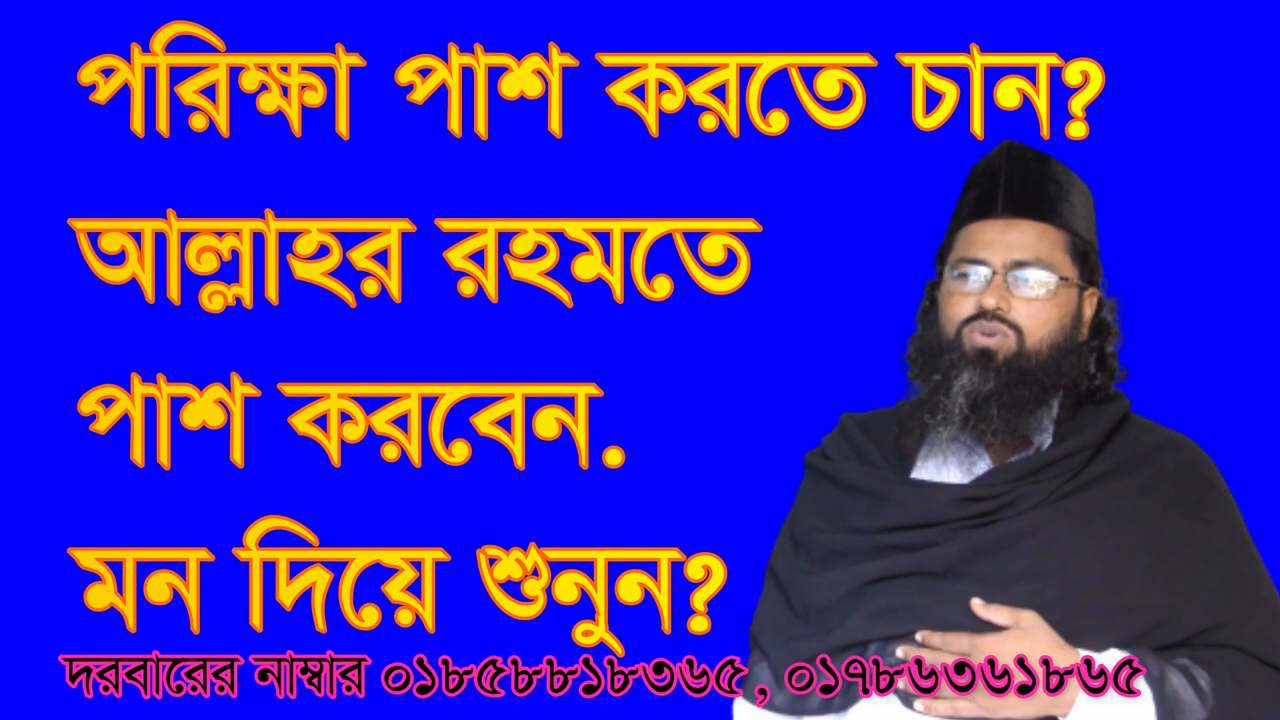 পরিক্ষা পাশ করতে চান?
আল্লাহর রহমতে
পাশ করবেন.
মন দিয়ে শুনুন?
দরবারের নাম্বার ০১৮৫৮৮১৮৩৬৫, ০১৭৮৬৩৬১৮৬৫